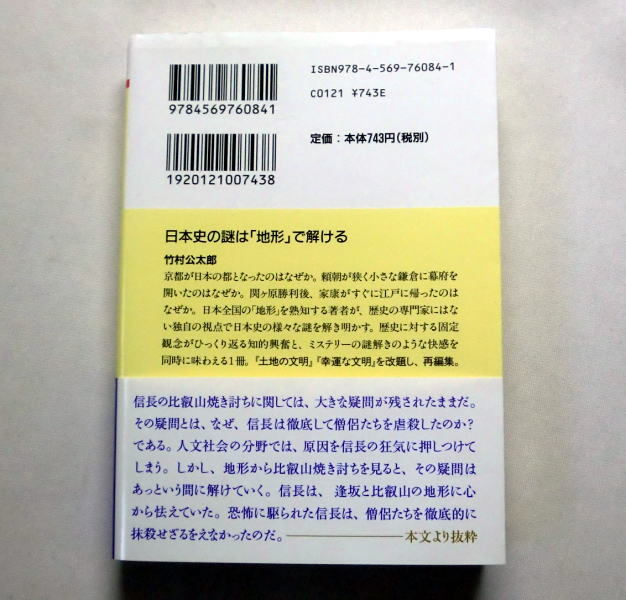 ISBN978-4-569-76084-1
C0121 ¥743E
9784569760841
定価：本体743円(税別)
1920121007438
日本史の謎は「地形」で解ける
竹村公太郎
京都が日本の都となったのはなぜか。頼朝が狭く小さな鎌倉に幕府を
開いたのはなぜか。関ヶ原勝利後、家康がすぐに江戸に帰ったのは
なぜか。日本全国の「地形」を熟知する著者が、歴史の専門家にはな
い独自の視点で日本史の様々な謎を解き明かす。歴史に対する固定
観念がひっくり返る知的興奮と、ミステリーの謎解きのような快感を
同時に味わえる1冊。『土地の文明』『幸運な文明』を改題し、再編集。
信長の比叡山焼き討ちに関しては、大きな疑問が残されたままだ。
その疑問とは、なぜ、信長は徹底して僧侶たちを虐殺したのか？
である。人文社会の分野では、原因を信長の狂気に押しつけて
しまう。しかし、地形から比叡山焼き討ちを見ると、その疑問は
あっという間に解けていく。信長は、逢坂と比叡山の地形に心
から怯えていた。恐怖に駆られた信長は、僧侶たちを徹底的に
抹殺せざるをえなかったのだ。――本文より抜粋